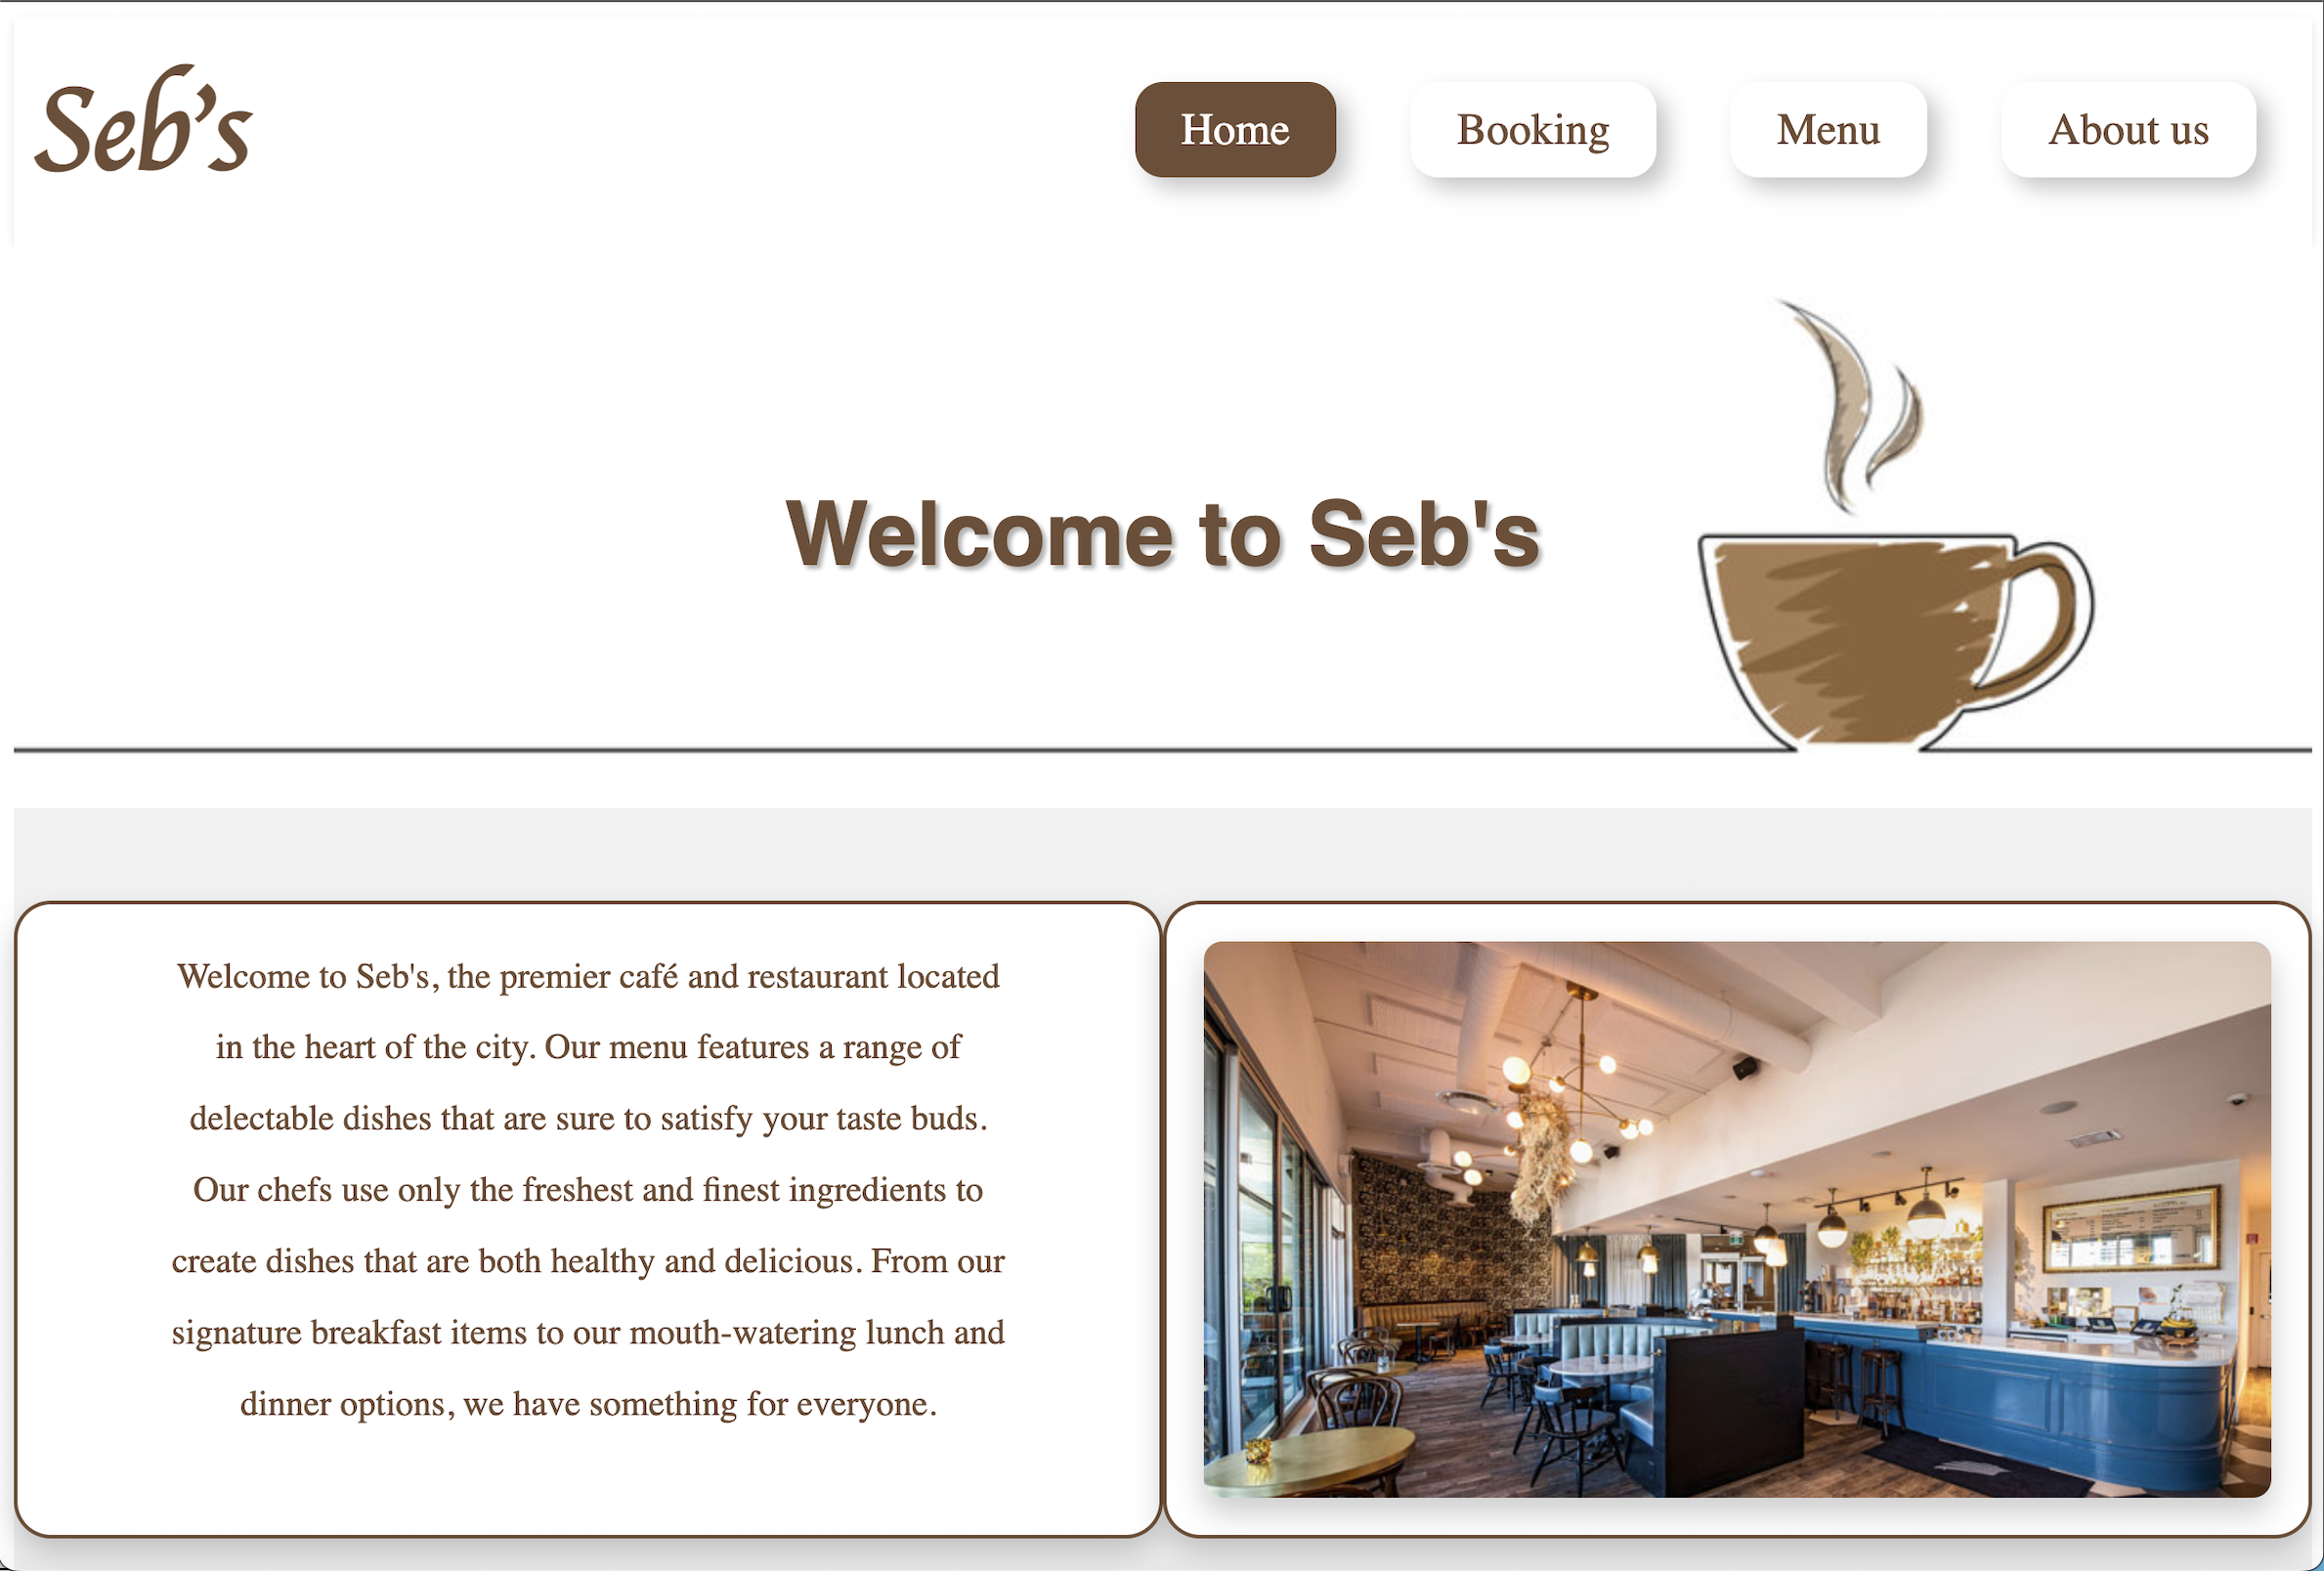 Seb's
Home
Booking
Menu
About us
Welcome to Seb's
Welcome to Seb's, the premier café and restaurant located
in the heart of the city. Our menu features a range of
delectable dishes that are sure to satisfy your taste buds.
Our chefs use only the freshest and finest ingredients to
create dishes that are both healthy and delicious. From our
signature breakfast items to our mouth-watering lunch and
dinner options, we have something for everyone.